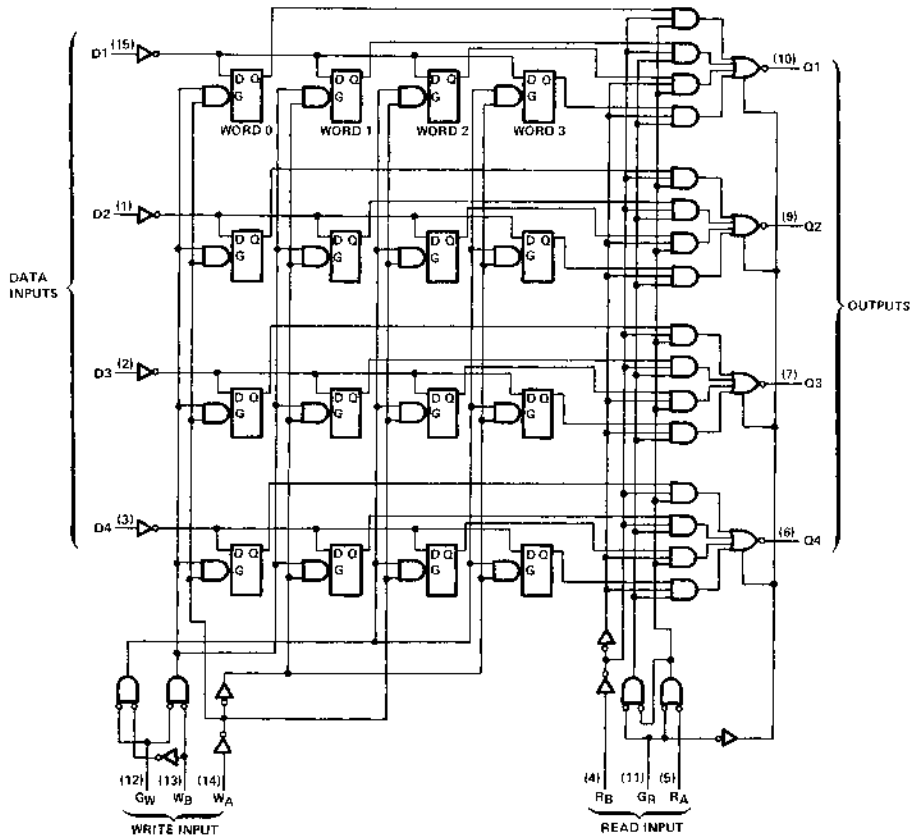 D1 (15)
D Q
G
WORD 0
D Q
G
WORD 1
D Q
G
WORD 2
D Q
G
WORD 3
(10) Q1
D2 (1)
D Q
G
D Q
G
D Q
G
D Q
G
(9) Q2
DATA
INPUTS
OUTPUTS
D3 (2)
D Q
G
D Q
G
D Q
G
D Q
G
(7) Q3
D4 (3)
D Q
G
D Q
G
D Q
G
D Q
G
(6) Q4
(12) (13) (14)
GW WB WA
WRITE INPUT
(4) (11) (5)
RB GR RA
READ INPUT